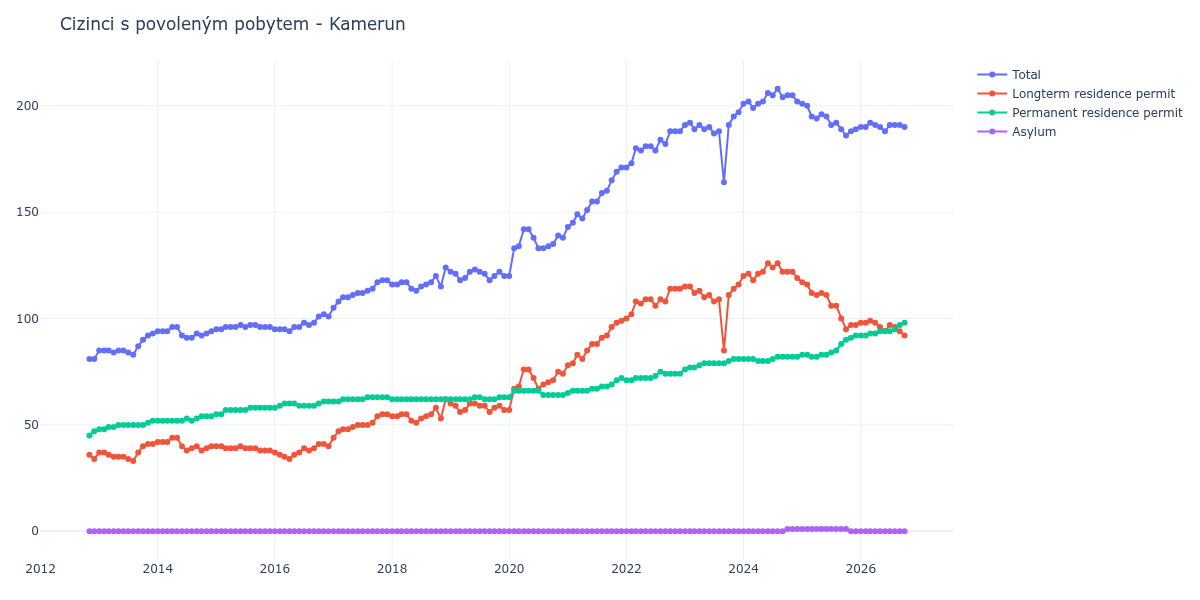 Cizinci s povoleným pobytem - Kamerun
Total
Longterm residence permit
Permanent residence permit
Asylum
200
150
100
50
0
2012
2014
2016
2018
2020
2022
2024
2026